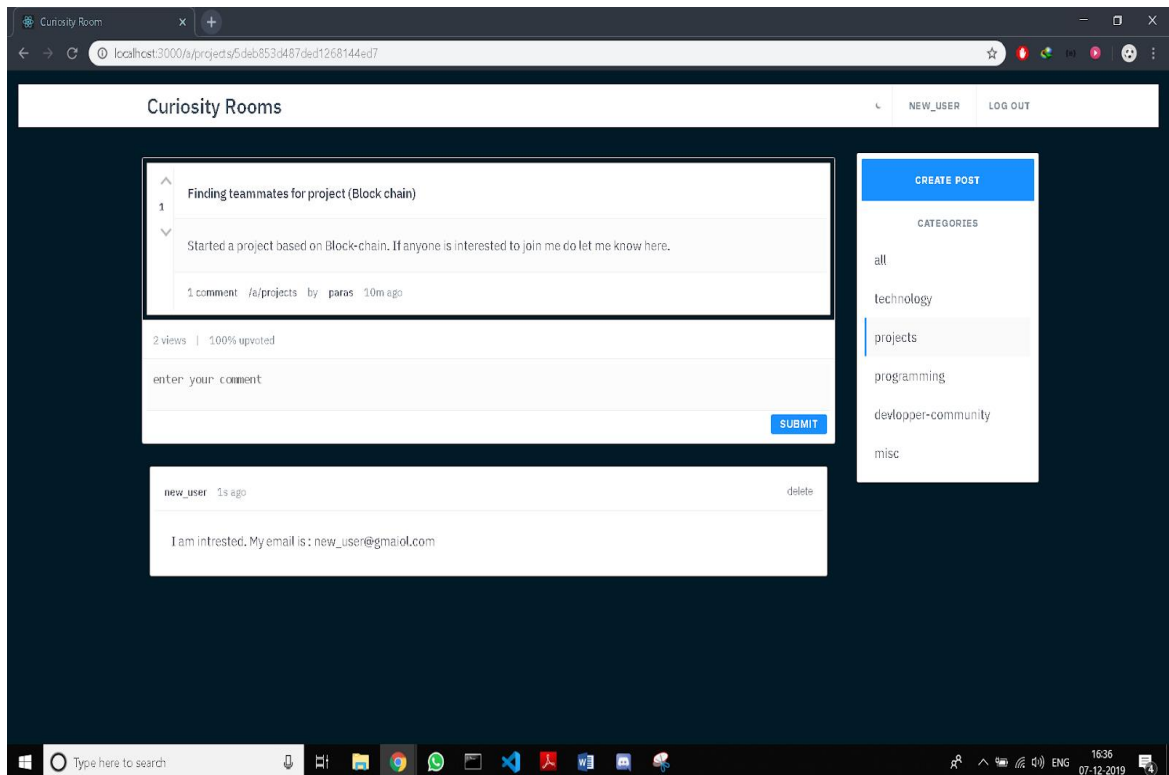 Curiosity Room
localhost:3000/a/projects/5deb853d487ded1268144ed7
Curiosity Rooms
NEW_USER
LOG OUT
1
Finding teammates for project (Block chain)
Started a project based on Block-chain. If anyone is interested to join me do let me know here.
1 comment /a/projects by paras 10m ago
2 views | 100% upvoted
enter your comment
SUBMIT
new_user 1s ago
delete
I am intrested. My email is : new_user@gmaiol.com
CREATE POST
CATEGORIES
all
technology
projects
programming
devlopper-community
misc
Type here to search
ENG
16:36
07-12-2019
4